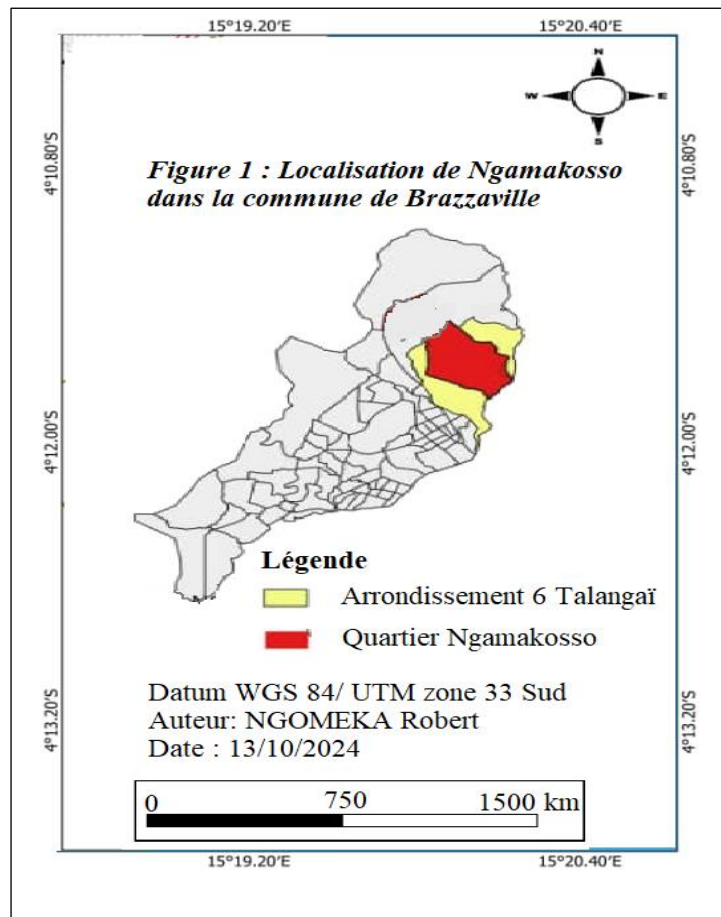 15°19.20'E 15°20.40'E
N
W E
S
4°10.80'S 4°10.80'S
Figure 1 : Localisation de Ngamakosso
dans la commune de Brazzaville
4°12.00'S 4°12.00'S
Légende
Arrondissement 6 Talangaï
Quartier Ngamakosso
4°13.20'S 4°13.20'S
Datum WGS 84/ UTM zone 33 Sud
Auteur: NGOMEKA Robert
Date : 13/10/2024
0 750 1500 km
15°19.20'E 15°20.40'E